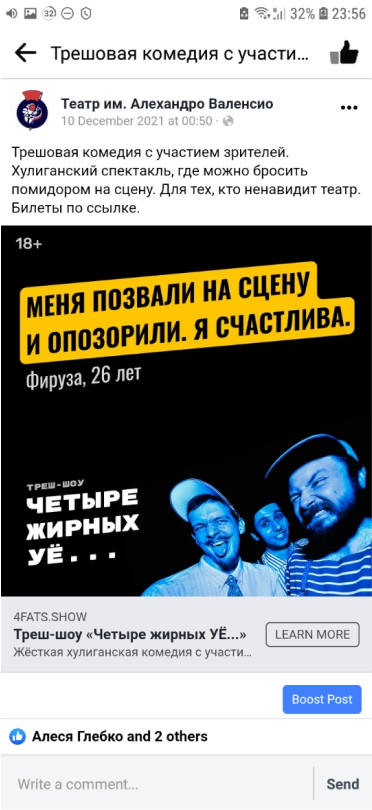 32
32% 23:56
Трешовая комедия с участи...
Театр им. Алехандро Валенсио
10 December 2021 at 00:50 ·
Трешовая комедия с участием зрителей.
Хулиганский спектакль, где можно бросить
помидором на сцену. Для тех, кто ненавидит театр.
Билеты по ссылке.
18+
МЕНЯ ПОЗВАЛИ НА СЦЕНУ
И ОПОЗОРИЛИ. Я СЧАСТЛИВА.
Фируза, 26 лет
ТРЕШ-ШОУ
ЧЕТЫРЕ
ЖИРНЫХ
УЁ...
4FATS.SHOW
Треш-шоу «Четыре жирных УЁ...»
Жёсткая хулиганская комедия с участи...
LEARN MORE
Boost Post
Алеся Глебко and 2 others
Write a comment...
Send